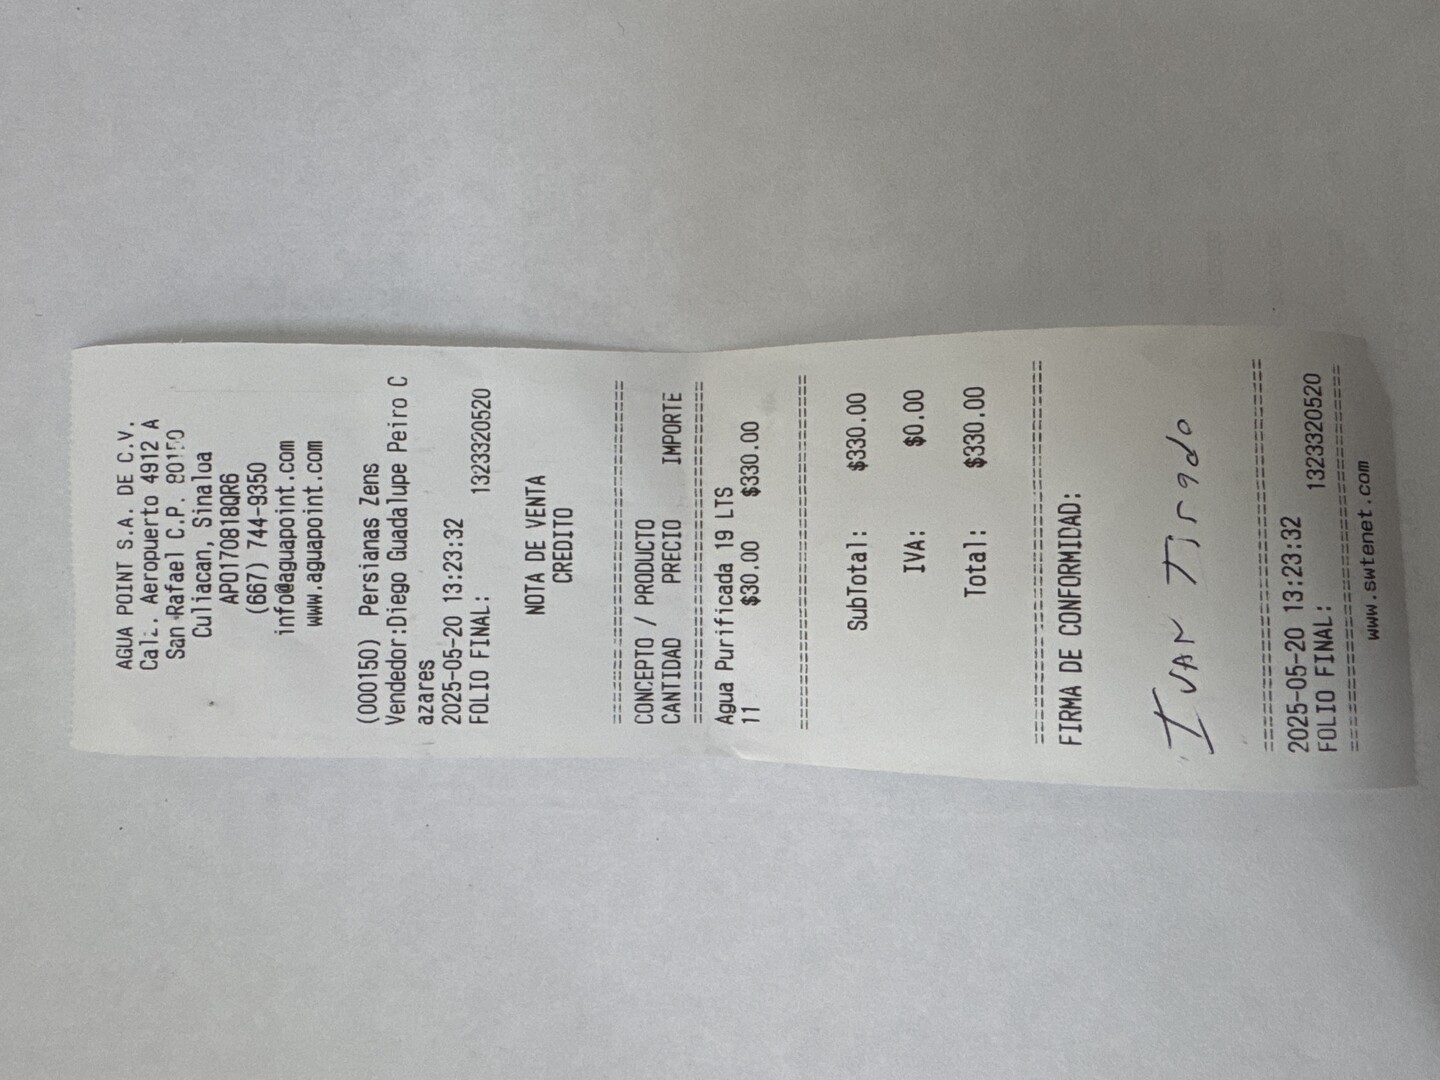 AGUA POINT S.A. DE C.V.
Calz. Aeropuerto 4912 A
San Rafael C.P. 80150
Culiacan, Sinaloa
APO170818QR6
(667) 744-9350
info@aguapoint.com
www.aguapoint.com
(000150) Persianas Zens
Vendedor:Diego Guadalupe Peiro C
azares
2025-05-20 13:23:32
FOLIO FINAL: 1323320520
NOTA DE VENTA
CREDITO
================================
CONCEPTO / PRODUCTO
CANTIDAD PRECIO IMPORTE
================================
Agua Purificada 19 LTS
11 $30.00 $330.00
================================
SubTotal: $330.00
IVA: $0.00
Total: $330.00
================================
FIRMA DE CONFORMIDAD:
IVAN Tirado
================================
2025-05-20 13:23:32
FOLIO FINAL: 1323320520
================================
www.swtenet.com